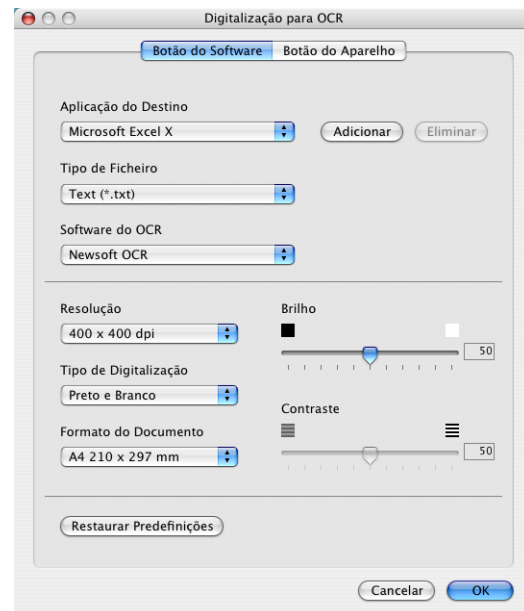 Digitalização para OCR
Botão do Software Botão do Aparelho
Aplicação do Destino
Microsoft Excel X Adicionar Eliminar
Tipo de Ficheiro
Text (*.txt)
Software do OCR
Newsoft OCR
Resolução Brilho
400 x 400 dpi 50
Tipo de Digitalização
Preto e Branco
Contraste
Formato do Documento
A4 210 x 297 mm 50
Restaurar Predefinições
Cancelar OK